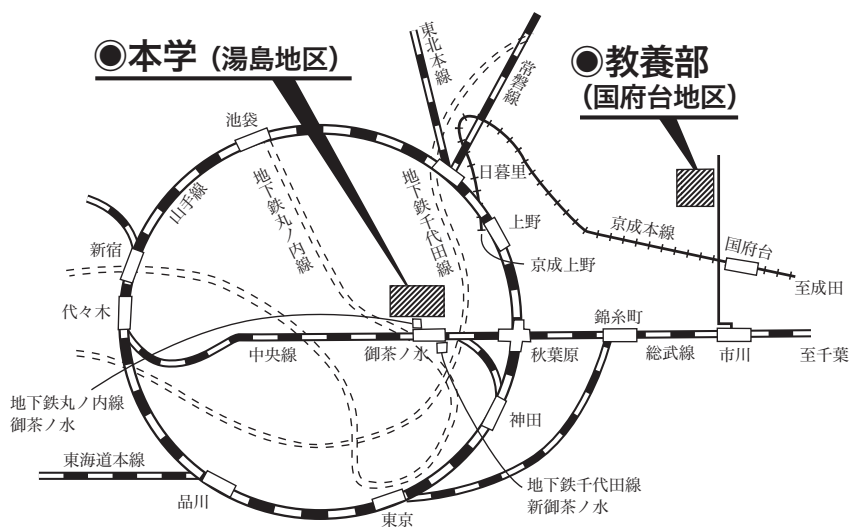 ◉本学（湯島地区）
◉教養部
（国府台地区）
東北本線
常磐線
池袋
山手線
地下鉄丸ノ内線
地下鉄千代田線
日暮里
上野
京成上野
京成本線
国府台
至成田
新宿
代々木
中央線
御茶ノ水
秋葉原
錦糸町
総武線
市川
至千葉
地下鉄丸ノ内線
御茶ノ水
神田
東海道本線
品川
東京
地下鉄千代田線
新御茶ノ水